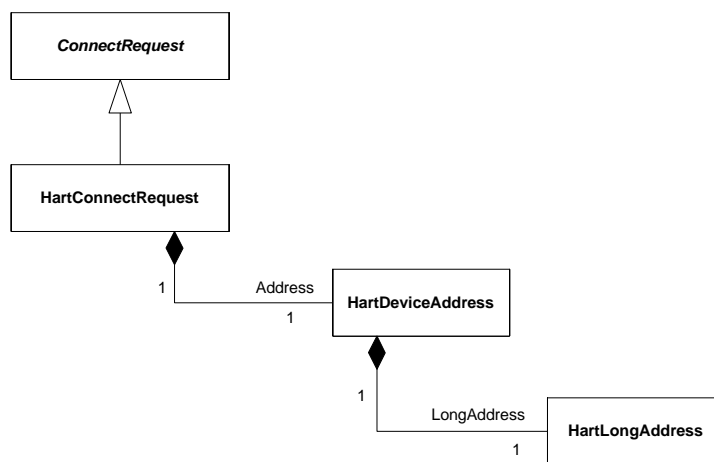 ConnectRequest
HartConnectRequest
1
Address
1
HartDeviceAddress
1
LongAddress
1
HartLongAddress